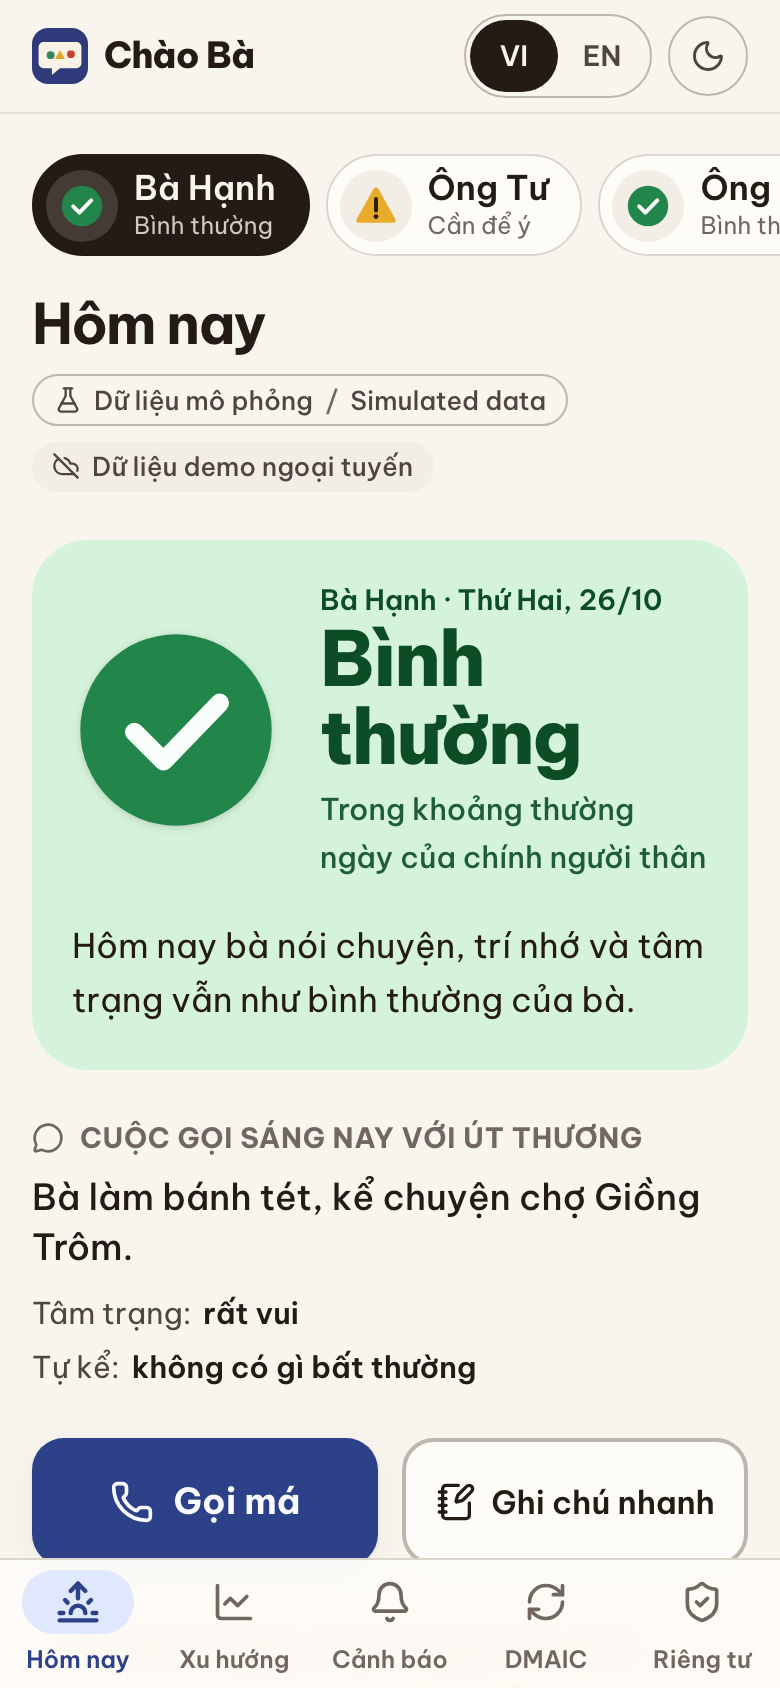 Chào Bà
VI EN
Bà Hạnh
Bình thường
Ông Tư
Cần để ý
Ông
Bình th
Hôm nay
Dữ liệu mô phỏng / Simulated data
Dữ liệu demo ngoại tuyến
Bà Hạnh · Thứ Hai, 26/10
Bình
thường
Trong khoảng thường
ngày của chính người thân
Hôm nay bà nói chuyện, trí nhớ và tâm
trạng vẫn như bình thường của bà.
CUỘC GỌI SÁNG NAY VỚI ÚT THƯƠNG
Bà làm bánh tét, kể chuyện chợ Giồng
Trôm.
Tâm trạng: rất vui
Tự kể: không có gì bất thường
Gọi má
Ghi chú nhanh
Hôm nay
Xu hướng
Cảnh báo
DMAIC
Riêng tư